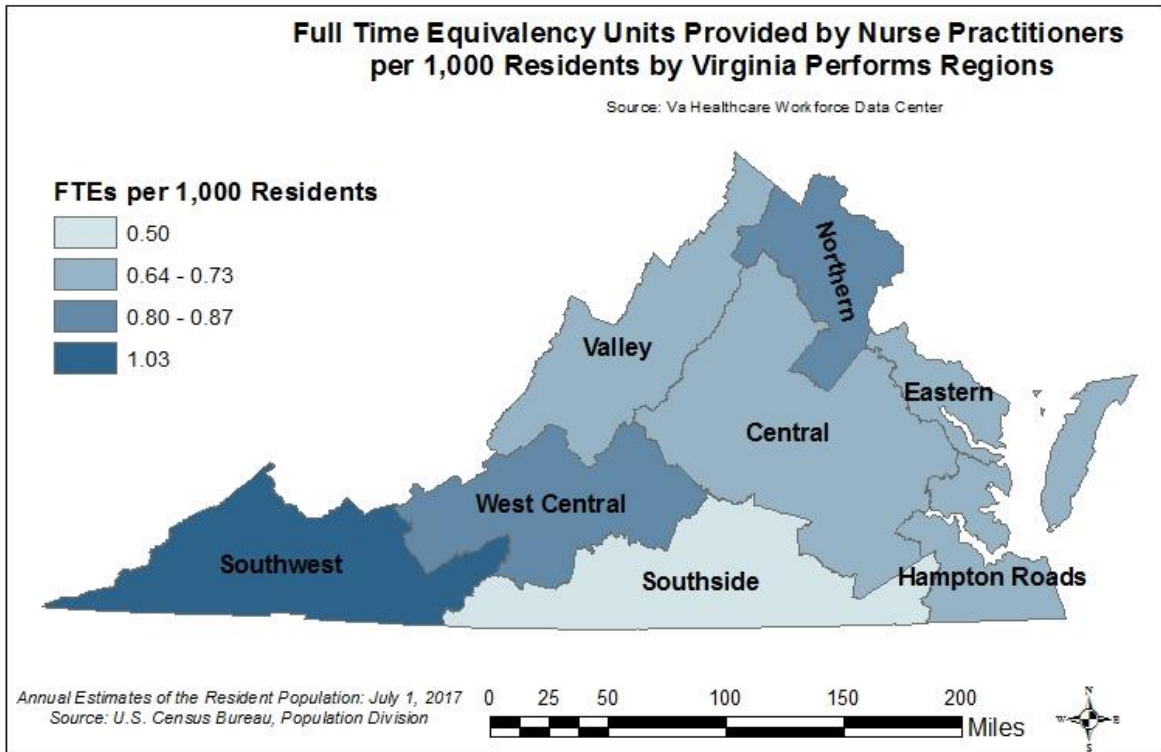 Full Time Equivalency Units Provided by Nurse Practitioners
per 1,000 Residents by Virginia Performs Regions
Source: Va Healthcare Workforce Data Center
FTEs per 1,000 Residents
0.50
0.64 - 0.73
0.80 - 0.87
1.03
Northern
Valley
Eastern
Central
West Central
Southwest
Southside
Hampton Roads
Annual Estimates of the Resident Population: July 1, 2017
Source: U.S. Census Bureau, Population Division
0 25 50 100 150 200
Miles
N
W E
S